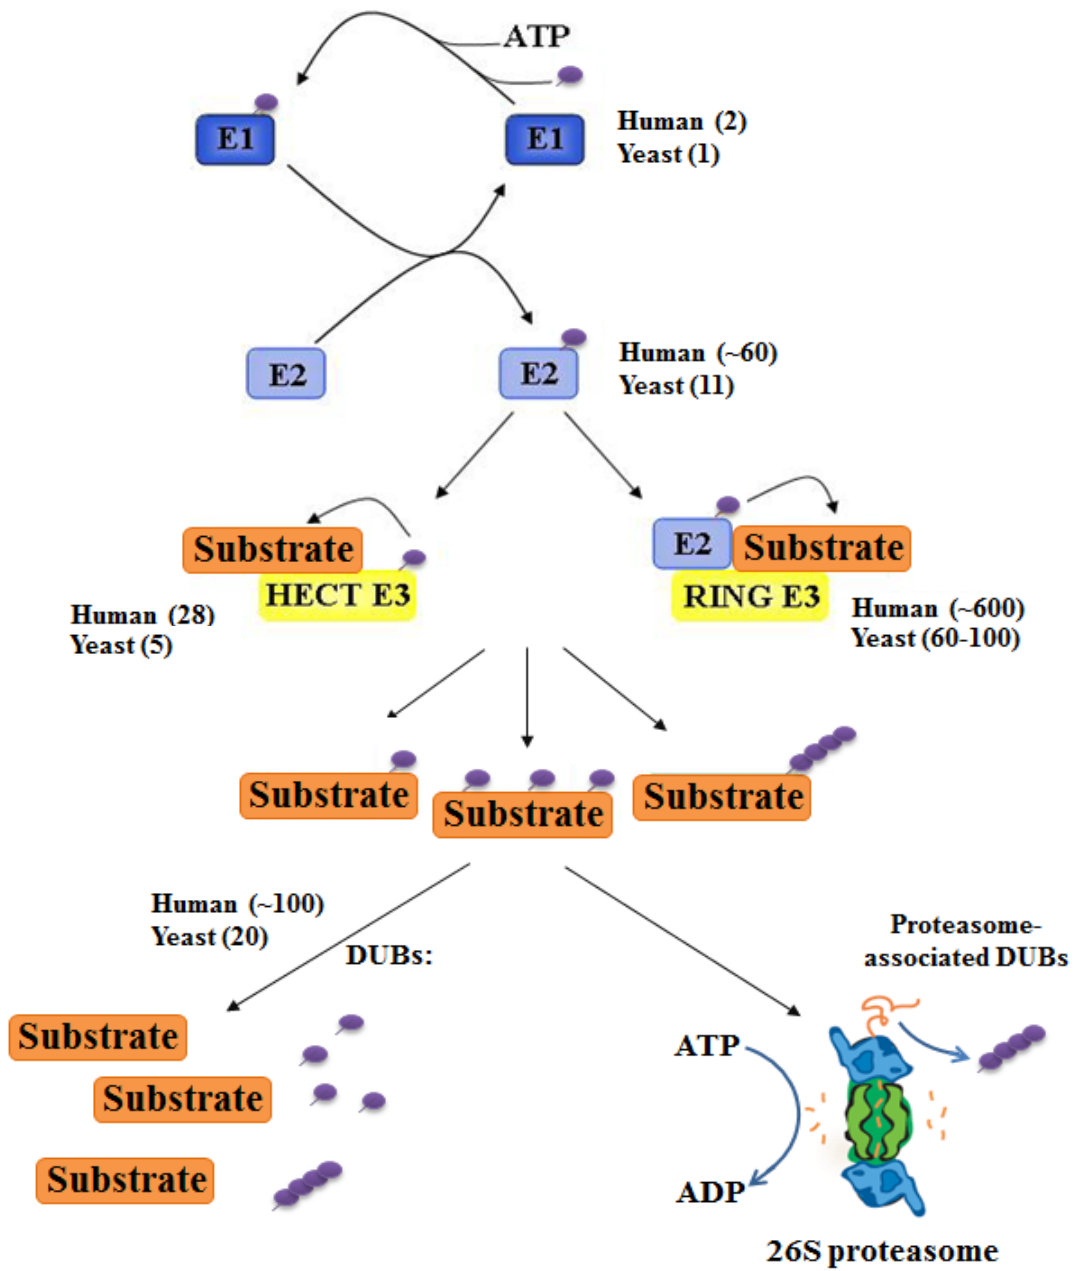 ATP
E1
E1
Human (2)
Yeast (1)
E2
E2
Human (~60)
Yeast (11)
Substrate
HECT E3
Human (28)
Yeast (5)
E2
Substrate
RING E3
Human (~600)
Yeast (60-100)
Substrate
Substrate
Substrate
Human (~100)
Yeast (20)
DUBs:
Proteasome-
associated DUBs
Substrate
Substrate
Substrate
ATP
ADP
26S proteasome